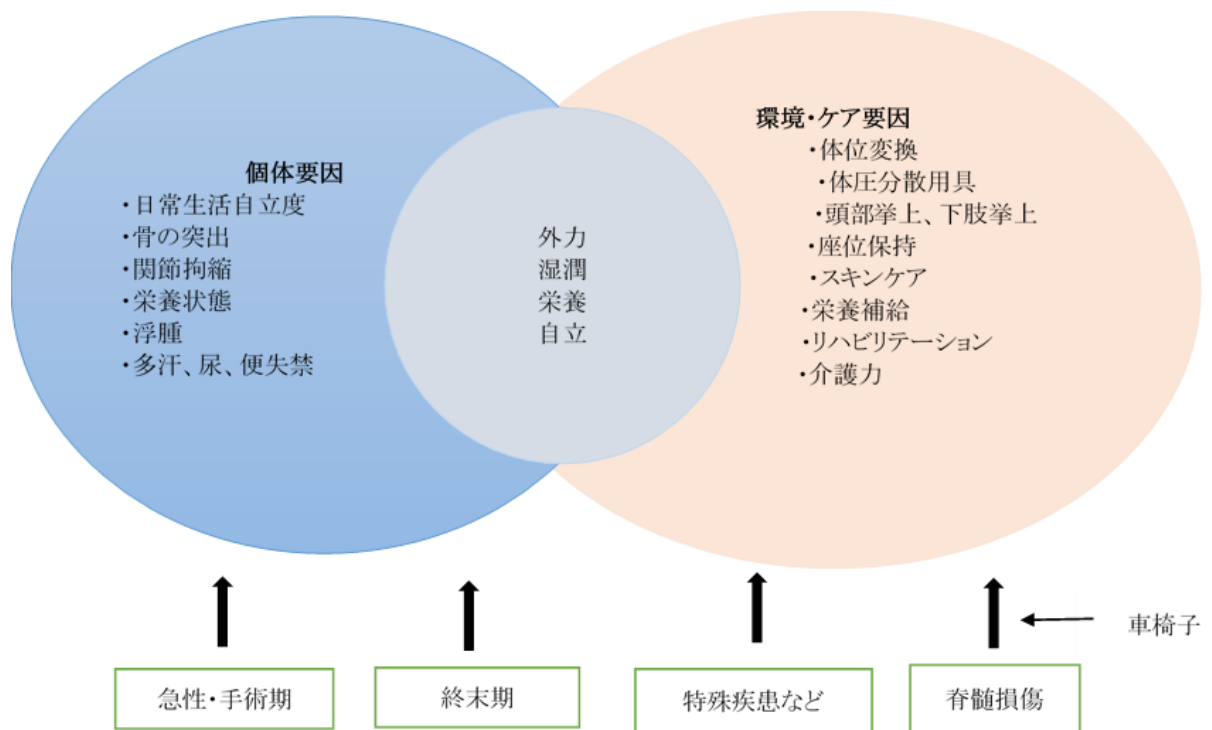 個体要因
・日常生活自立度
・骨の突出
・関節拘縮
・栄養状態
・浮腫
・多汗、尿、便失禁
外力
湿潤
栄養
自立
環境・ケア要因
・体位変換
・体圧分散用具
・頭部挙上、下肢挙上
・座位保持
・スキンケア
・栄養補給
・リハビリテーション
・介護力
車椅子
急性・手術期
終末期
特殊疾患など
脊髄損傷